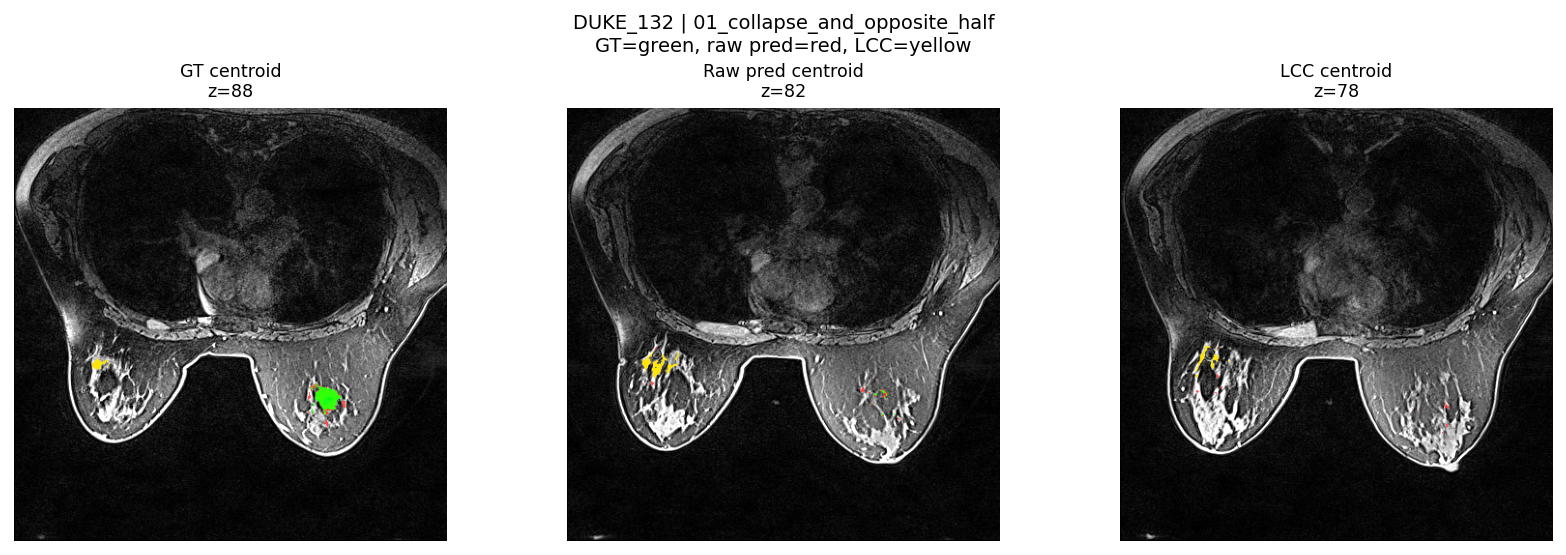 DUKE_132 | 01_collapse_and_opposite_half
GT=green, raw pred=red, LCC=yellow
GT centroid
z=88
Raw pred centroid
z=82
LCC centroid
z=78